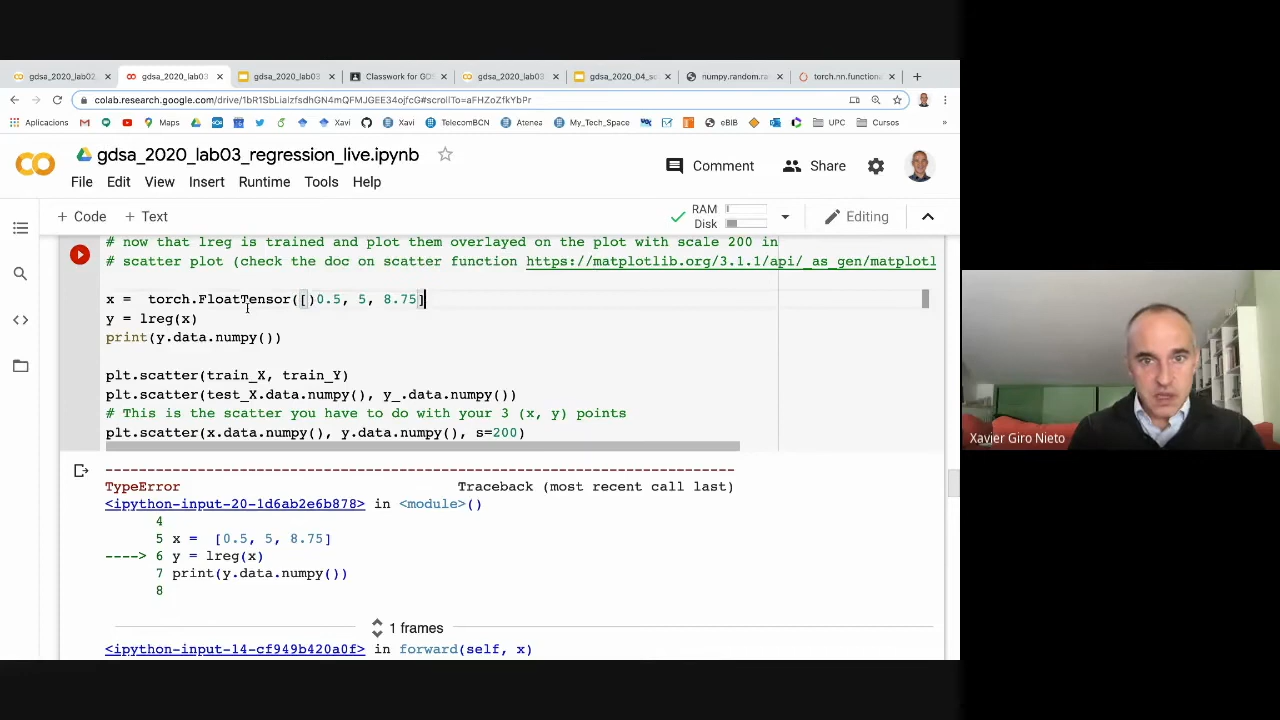 gdsa_2020_lab02
gdsa_2020_lab03
gdsa_2020_lab03
Classwork for GD
gdsa_2020_lab03
gdsa_2020_04_sc
numpy.random.ra
torch.nn.functiona
colab.research.google.com/drive/1bR1SbLialzfsdhGN4mQFMJGEE34ojfcG#scrollTo=aFHZoZfkYbPr
Aplicacions
Maps
Xavi
Xavi
TelecomBCN
Atenea
My_Tech_Space
eBIB
UPC
Cursos
»
gdsa_2020_lab03_regression_live.ipynb
Comment
Share
File Edit View Insert Runtime Tools Help
+ Code + Text
RAM
Disk
Editing
# now that lreg is trained and plot them overlayed on the plot with scale 200 in
# scatter plot (check the doc on scatter function https://matplotlib.org/3.1.1/api/_as_gen/matplotl
x =  torch.FloatTensor([)0.5, 5, 8.75]
y = lreg(x)
print(y.data.numpy())
plt.scatter(train_X, train_Y)
plt.scatter(test_X.data.numpy(), y_.data.numpy())
# This is the scatter you have to do with your 3 (x, y) points
plt.scatter(x.data.numpy(), y.data.numpy(), s=200)
---------------------------------------------------------------------------
TypeError                                 Traceback (most recent call last)
<ipython-input-20-1d6ab2e6b878> in <module>()
4
5 x =  [0.5, 5, 8.75]
----> 6 y = lreg(x)
7 print(y.data.numpy())
8
1 frames
<ipython-input-14-cf949b420a0f> in forward(self, x)
Xavier Giro Nieto